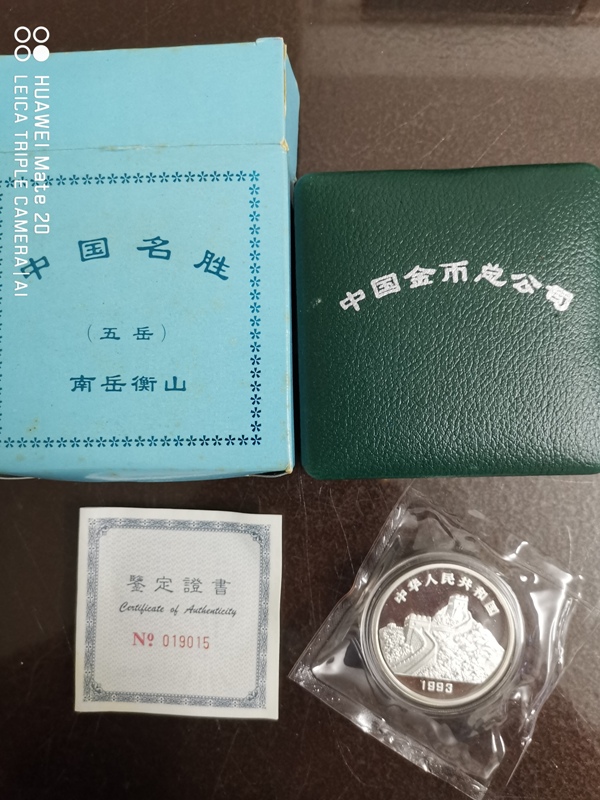 HUAWEI Mate 20
LEICA TRIPLE CAMERA | AI
中国名胜
（五岳）
南岳衡山
中国金币总公司
鉴定證書
Certificate of Authenticity
Nº 019015
中华人民共和国
1993